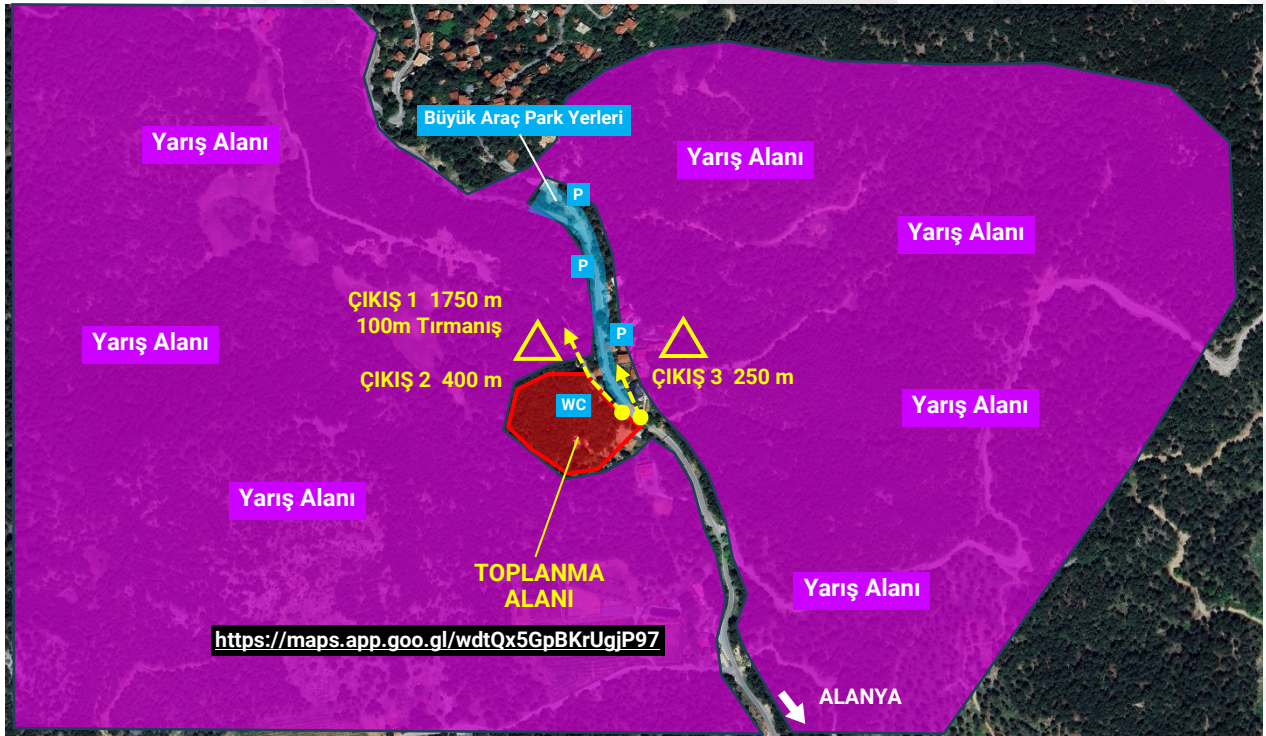 Büyük Araç Park Yerleri
Yarış Alanı
Yarış Alanı
P
Yarış Alanı
P
ÇIKIŞ 1 1750 m
100m Tırmanış
P
Yarış Alanı
ÇIKIŞ 2 400 m
ÇIKIŞ 3 250 m
WC
Yarış Alanı
Yarış Alanı
TOPLANMA
ALANI
Yarış Alanı
https://maps.app.goo.gl/wdtQx5GpBKrUgjP97
ALANYA